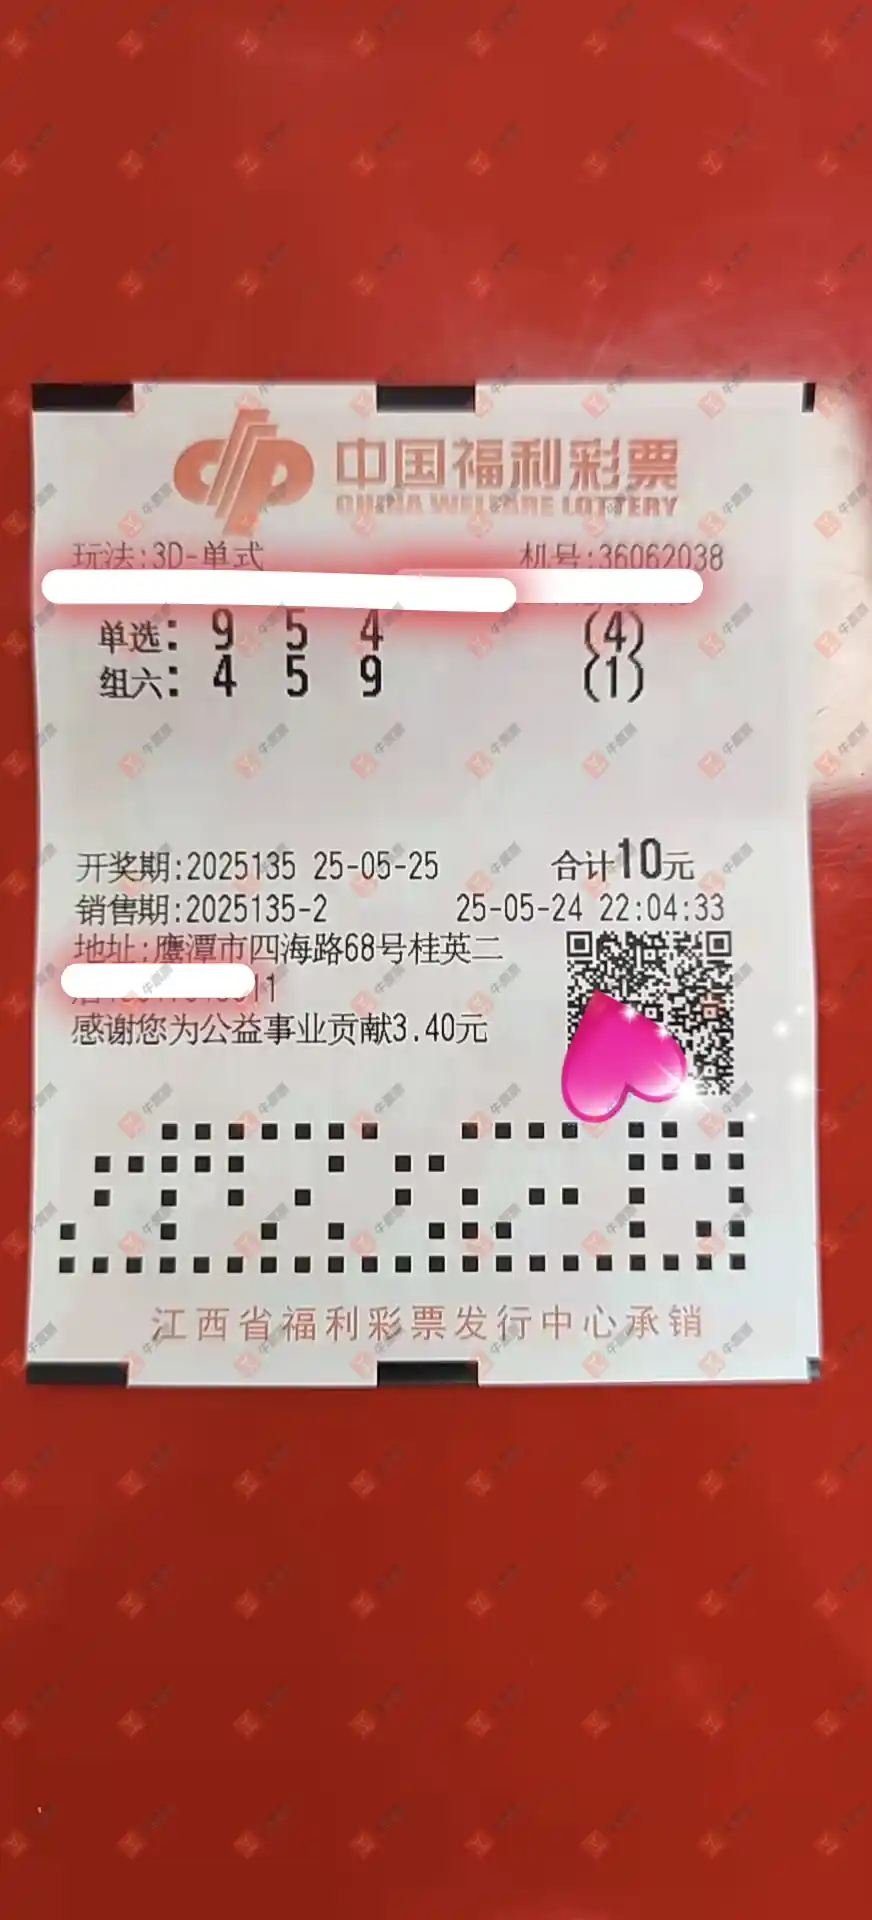 中国福利彩票
CHINA WELFARE LOTTERY
玩法:3D-单式 机号:36062038
单选: 9 5 4 (4)
组六: 4 5 9 (1)
开奖期:2025135 25-05-25 合计10元
销售期:2025135-2 25-05-24 22:04:33
地址:鹰潭市四海路68号桂英二
11
感谢您为公益事业贡献3.40元
江西省福利彩票发行中心承销